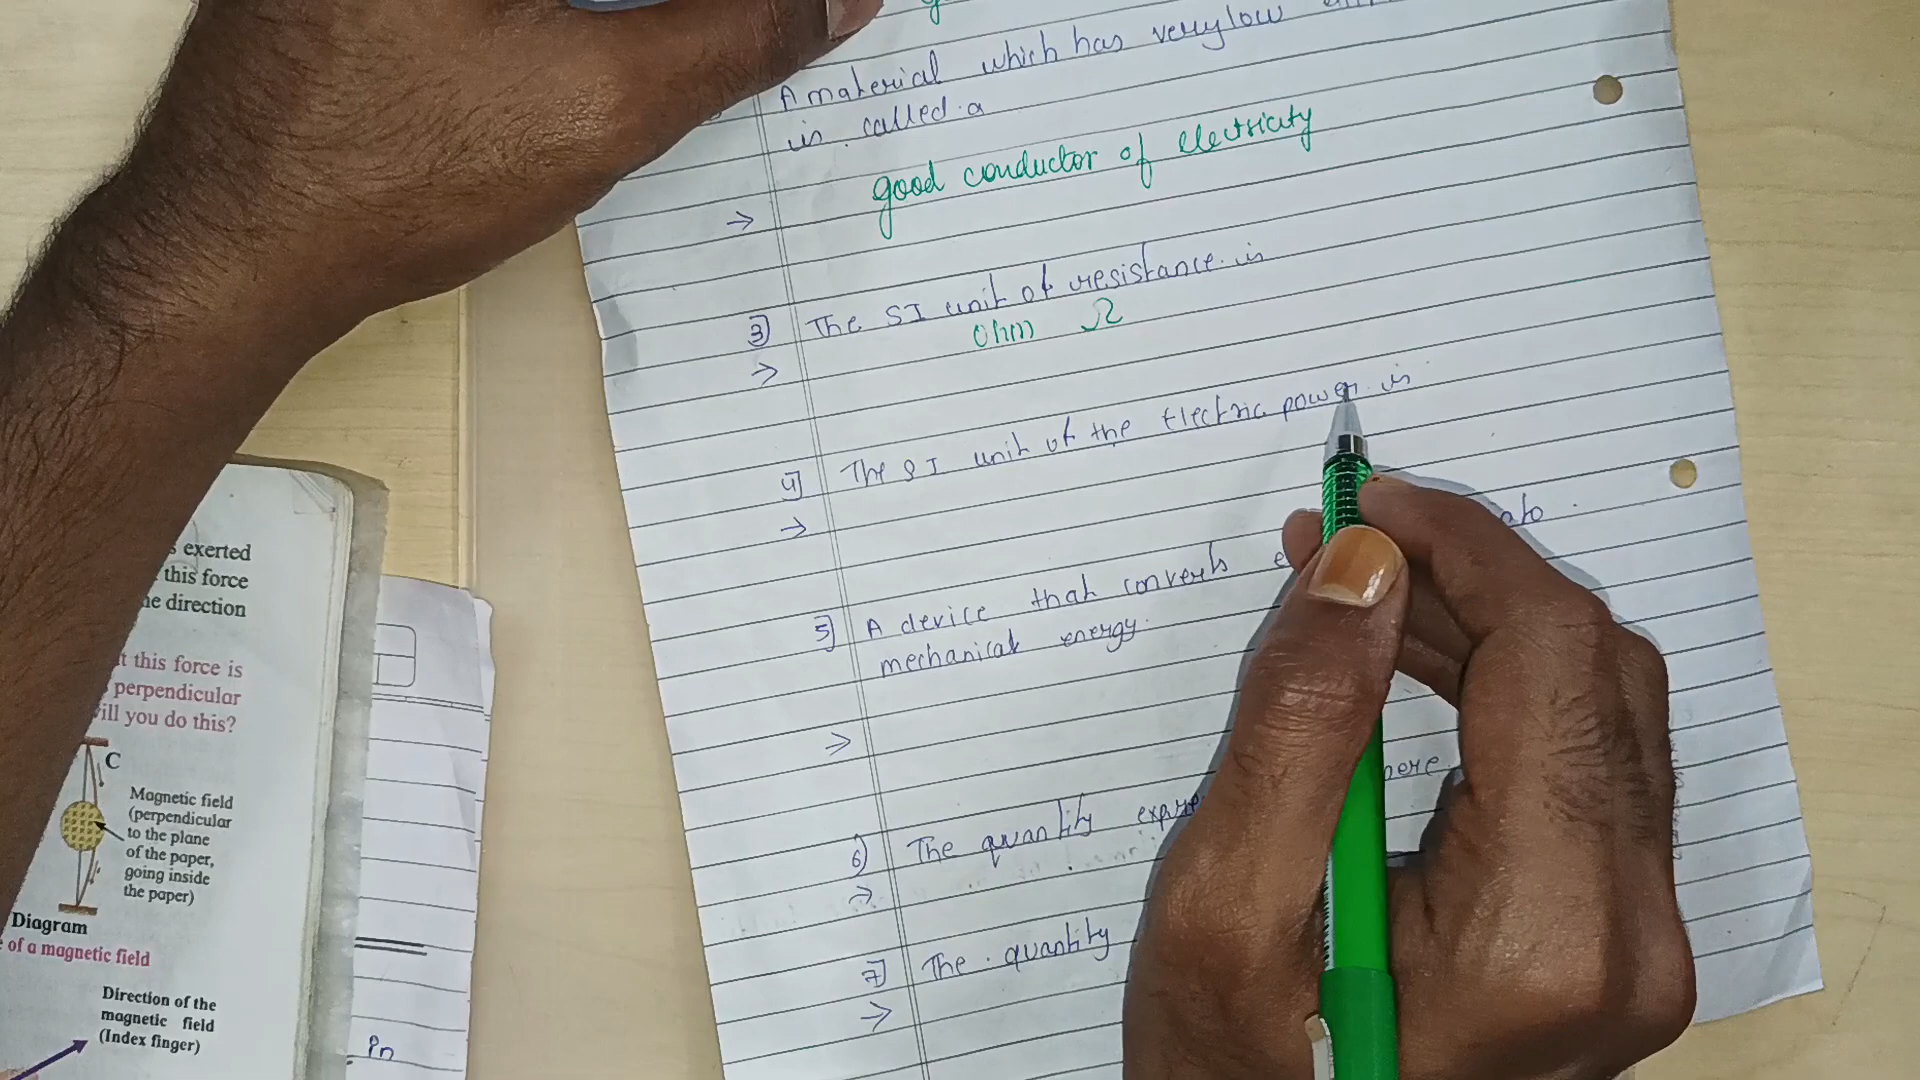 A material which has very low
is called a
good conductor of electricity
→
3] The SI unit of resistance is
→ ohm Ω
4] The SI unit of the Electric power is
→
5] A device that converts
mechanical energy.
→
6) The quantity
→
7] The quantity
→
s exerted
this force
he direction
t this force is
perpendicular
ill you do this?
C
Magnetic field
(perpendicular
to the plane
of the paper,
going inside
the paper)
Diagram
of a magnetic field
Direction of the
magnetic field
(Index finger)
in